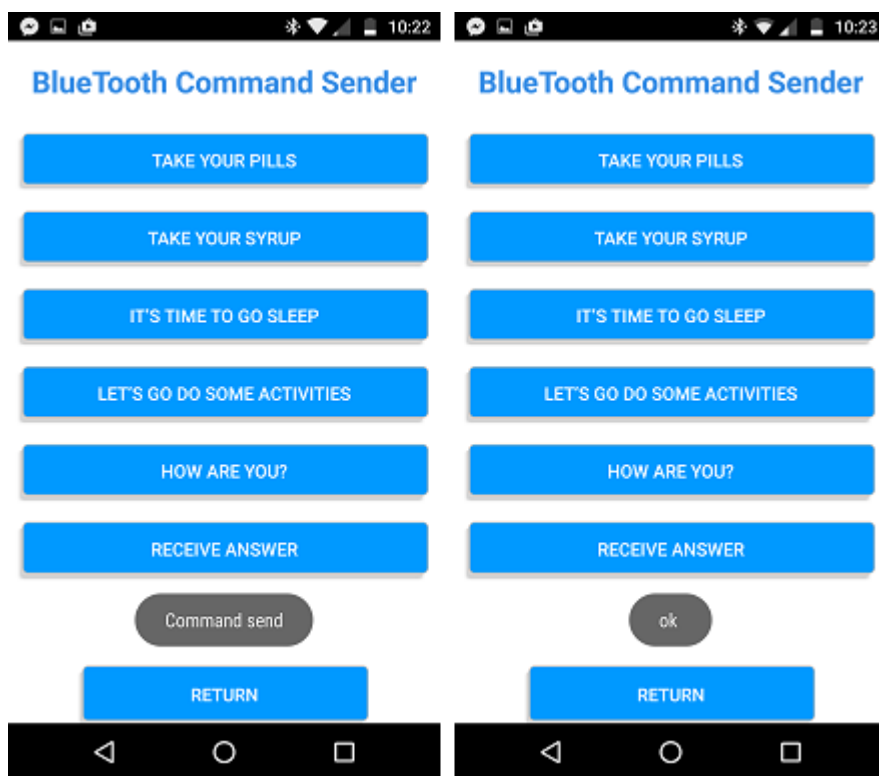 10:22
BlueTooth Command Sender
TAKE YOUR PILLS
TAKE YOUR SYRUP
IT'S TIME TO GO SLEEP
LET'S GO DO SOME ACTIVITIES
HOW ARE YOU?
RECEIVE ANSWER
Command send
RETURN
10:23
BlueTooth Command Sender
TAKE YOUR PILLS
TAKE YOUR SYRUP
IT'S TIME TO GO SLEEP
LET'S GO DO SOME ACTIVITIES
HOW ARE YOU?
RECEIVE ANSWER
ok
RETURN